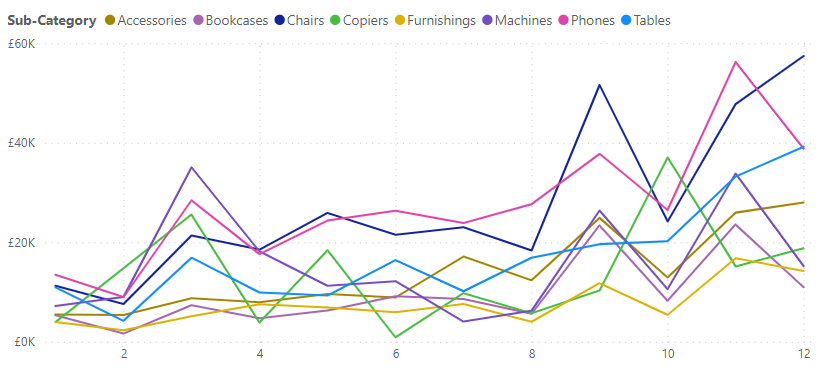 Sub-Category Accessories Bookcases Chairs Copiers Furnishings Machines Phones Tables
£60K
£40K
£20K
£0K
2 4 6 8 10 12